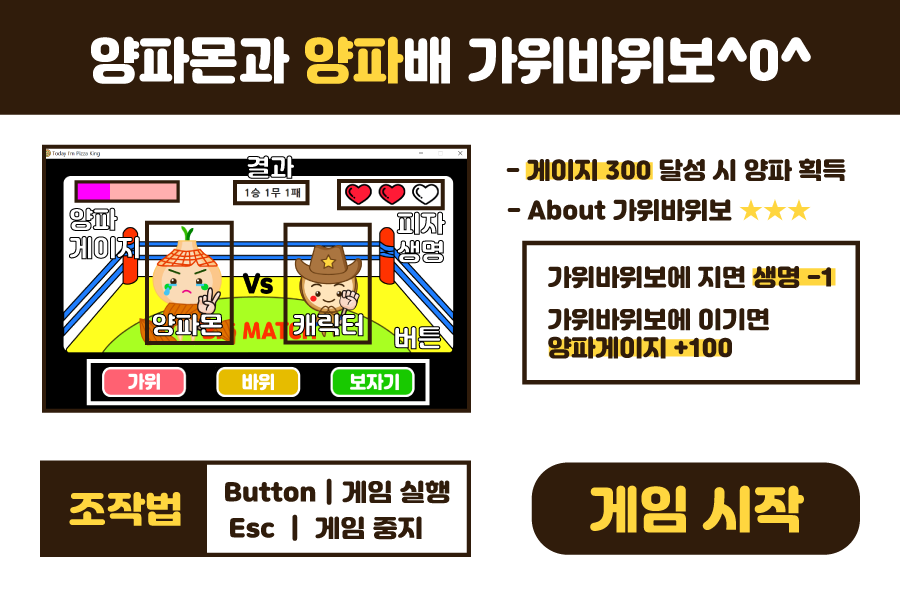 양파몬과 양파배 가위바위보^0^
Today I'm Pizza King
결과
1승 1무 1패
양파
게이지
피자
생명
Vs
BIG MATCH
양파몬
캐릭터
버튼
가위
바위
보자기
- 게이지 300 달성 시 양파 획득
- About 가위바위보 ★★★
가위바위보에 지면 생명 -1
가위바위보에 이기면
양파게이지 +100
조작법
Button | 게임 실행
Esc | 게임 중지
게임 시작